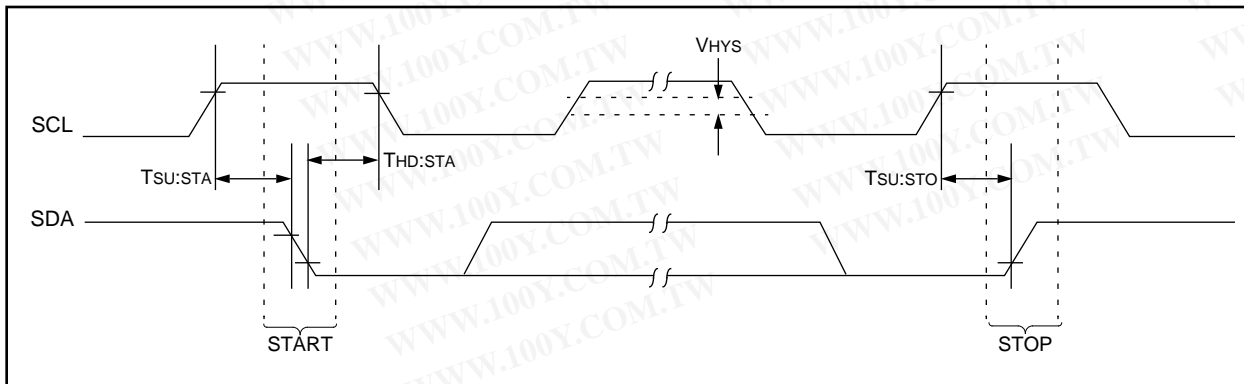 WWW.100Y.COM.TW
VHYS
SCL
THD:STA
TSU:STA
TSU:STO
SDA
START
STOP